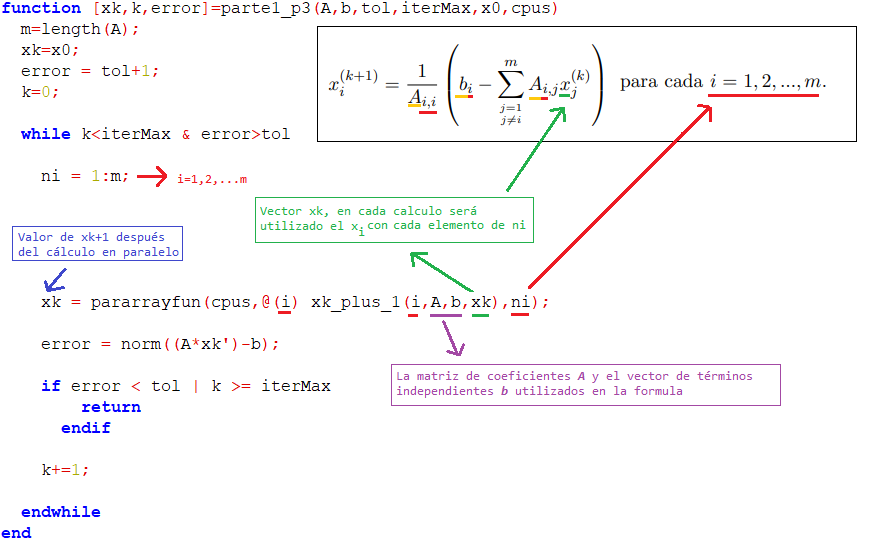 function [xk,k,error]=parte1_p3(A,b,tol,iterMax,x0,cpus)
m=length(A);
xk=x0;
error = tol+1;
k=0;
x_i^{(k+1)} = \frac{1}{A_{i,i}} \left( b_i - \sum_{\substack{j=1 \\ j \neq i}}^{m} A_{i,j} x_j^{(k)} \right) para cada i = 1, 2, ..., m.
while k<iterMax & error>tol
ni = 1:m;
i=1,2,...m
Vector xk, en cada calculo será
utilizado el x_i con cada elemento de ni
Valor de xk+1 después
del cálculo en paralelo
xk = pararrayfun(cpus,@(i) xk_plus_1(i,A,b,xk),ni);
error = norm((A*xk')-b);
La matriz de coeficientes A y el vector de términos
independientes b utilizados en la formula
if error < tol | k >= iterMax
return
endif
k+=1;
endwhile
end